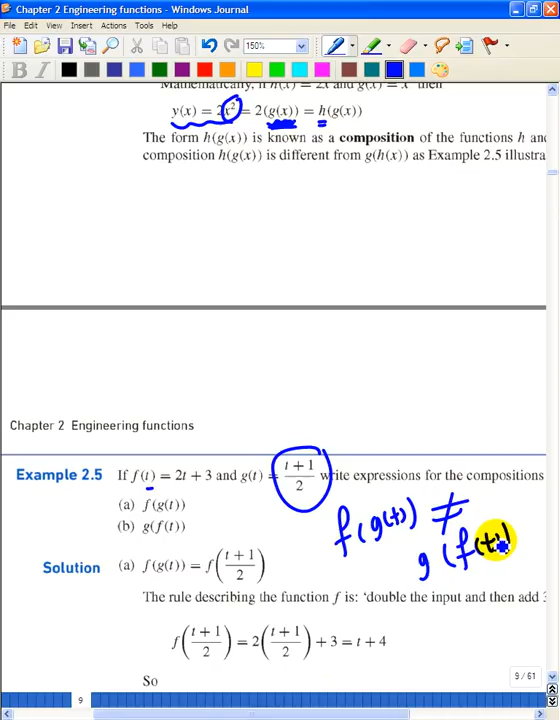 Chapter 2 Engineering functions - Windows Journal
File Edit View Insert Actions Tools Help
150%
B I
Mathematically, if h(x) = 2x and g(x) = x² then
y(x) = 2x² = 2(g(x)) = h(g(x))
The form h(g(x)) is known as a composition of the functions h and
composition h(g(x)) is different from g(h(x)) as Example 2.5 illustra
Chapter 2 Engineering functions
Example 2.5 If f(t) = 2t + 3 and g(t) = (t + 1)/2 write expressions for the compositions
(a) f(g(t))
(b) g(f(t))
f(g(t)) ≠
g(f(t))
Solution (a) f(g(t)) = f((t + 1)/2)
The rule describing the function f is: ‘double the input and then add 3
f((t + 1)/2) = 2((t + 1)/2) + 3 = t + 4
So
9
9 / 61